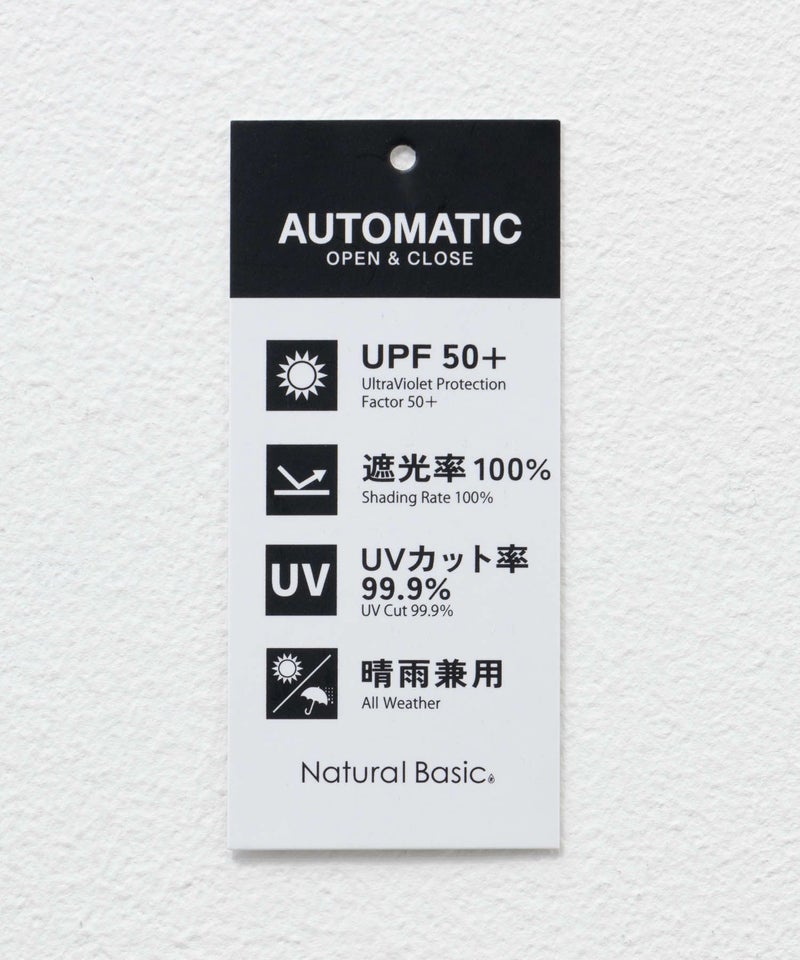 AUTOMATIC
OPEN & CLOSE
UPF 50+
UltraViolet Protection
Factor 50+
遮光率 100%
Shading Rate 100%
UV
UVカット率
99.9%
UV Cut 99.9%
晴雨兼用
All Weather
Natural Basic